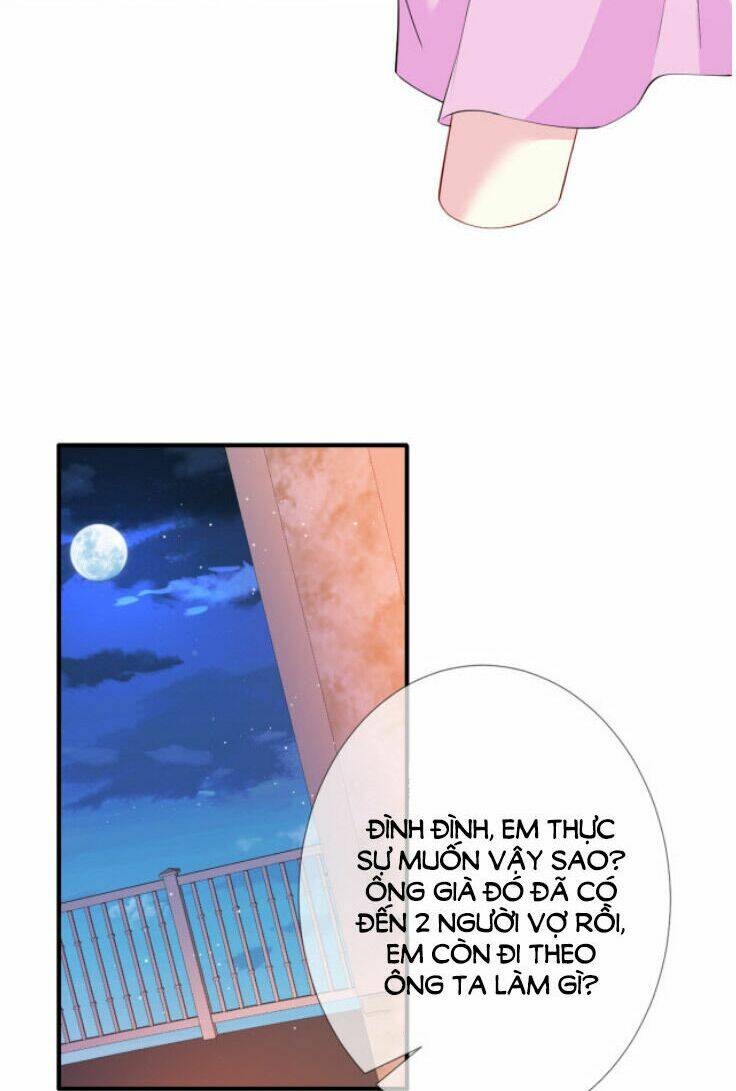 ĐÌNH ĐÌNH, EM THỰC
SỰ MUỐN VẬY SAO?
ÔNG GIÀ ĐÓ ĐÃ CÓ
ĐẾN 2 NGƯỜI VỢ RỒI,
EM CÒN ĐI THEO
ÔNG TA LÀM GÌ?